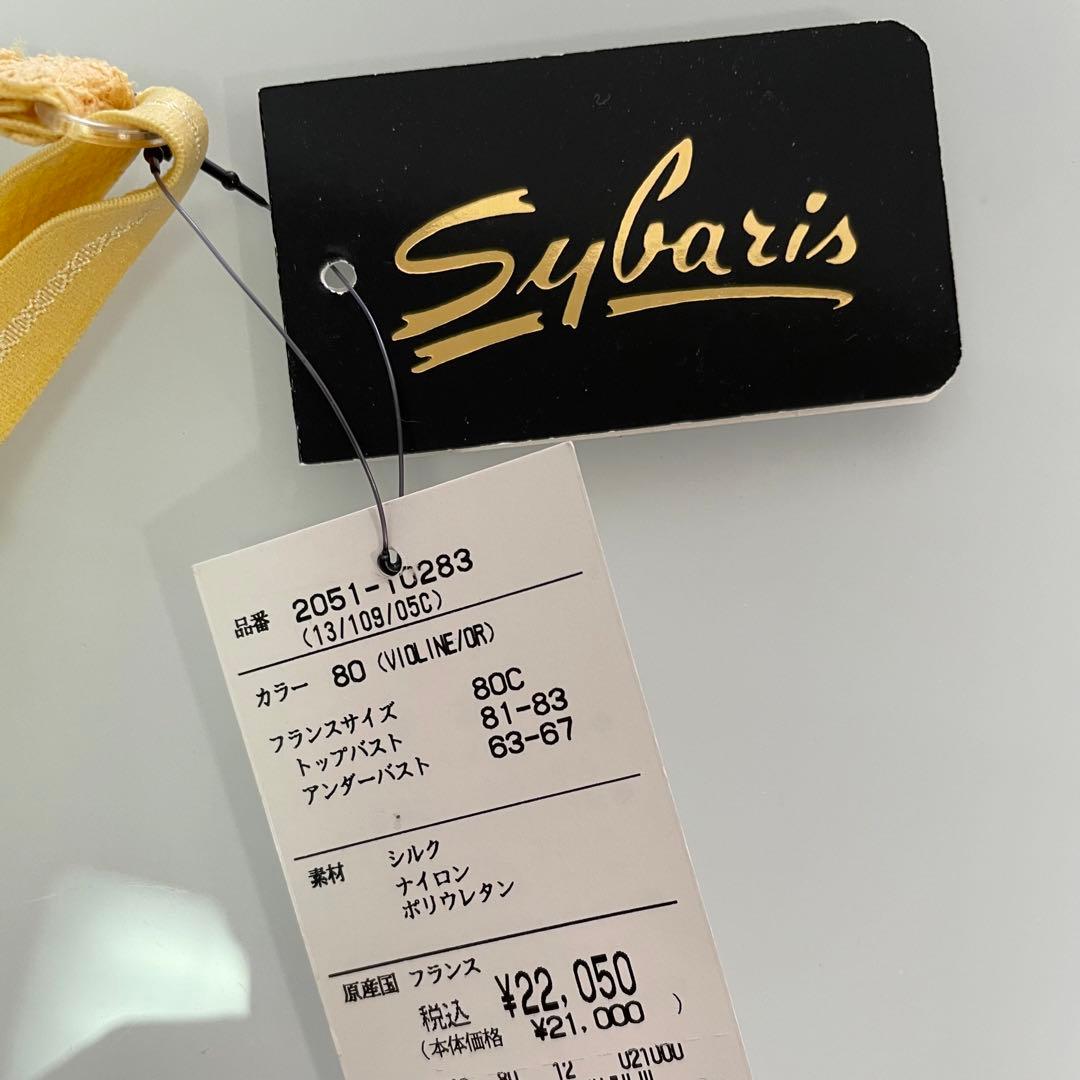 Sybaris
品番 2051-10283
(13/109/05C)
カラー 80 (VIOLINE/OR)
フランスサイズ 80C
トップバスト 81-83
アンダーバスト 63-67
素材 シルク
ナイロン
ポリウレタン
原産国 フランス
税込 ¥22,050
(本体価格 ¥21,000 )
80 12 021000